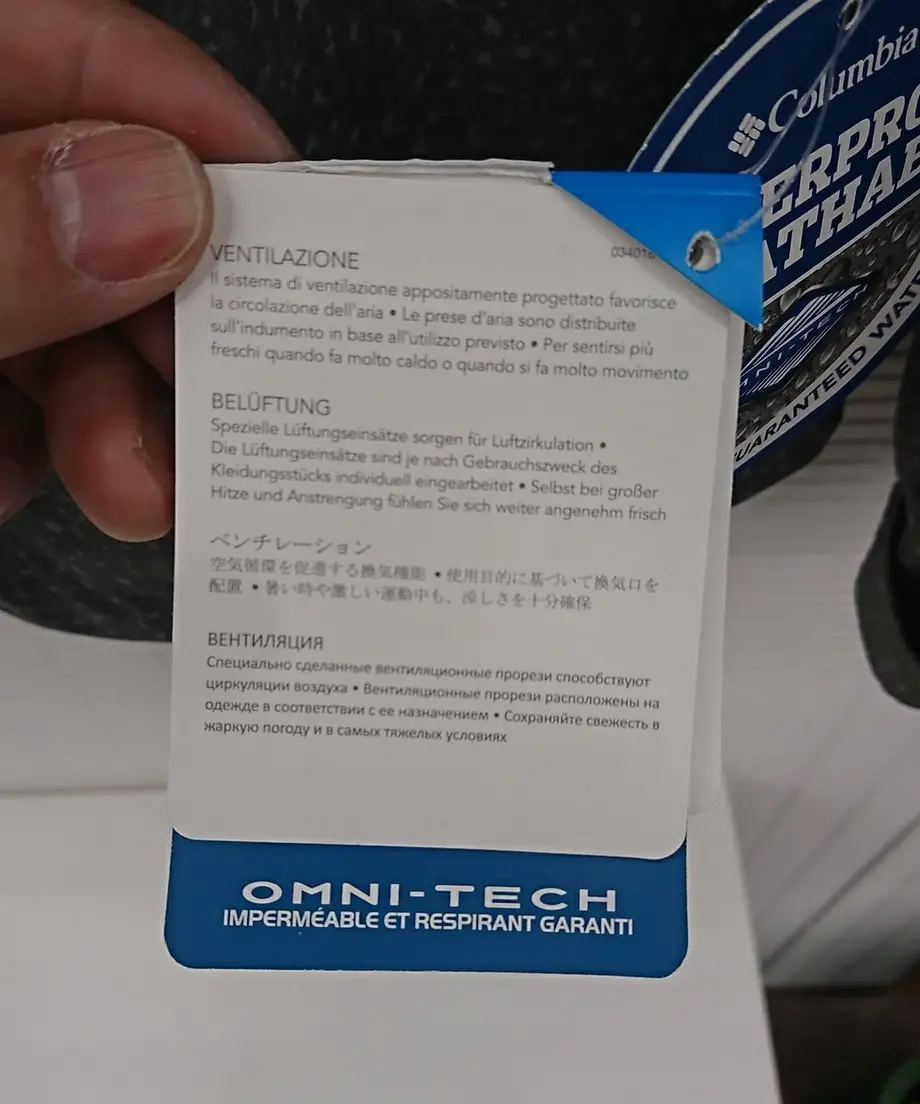 VENTILAZIONE
Il sistema di ventilazione appositamente progettato favorisce
la circolazione dell'aria • Le prese d'aria sono distribuite
sull'indumento in base all'utilizzo previsto • Per sentirsi più
freschi quando fa molto caldo o quando si fa molto movimento
BELÜFTUNG
Spezielle Lüftungseinsätze sorgen für Luftzirkulation •
Die Lüftungseinsätze sind je nach Gebrauchszweck des
Kleidungsstücks individuell eingearbeitet • Selbst bei großer
Hitze und Anstrengung fühlen Sie sich weiter angenehm frisch
ベンチレーション
空気循環を促進する換気機能 • 使用目的に基づいて換気口を
配置 • 暑い時や激しい運動中も、涼しさを十分確保
ВЕНТИЛЯЦИЯ
Специально сделанные вентиляционные прорези способствуют
циркуляции воздуха • Вентиляционные прорези расположены на
одежде в соответствии с ее назначением • Сохраняйте свежесть в
жаркую погоду и в самых тяжелых условиях
OMNI-TECH
IMPERMÉABLE ET RESPIRANT GARANTI
Columbia
ERPRO
ATHAB
OMNI-TECH
GUARANTEED WAT